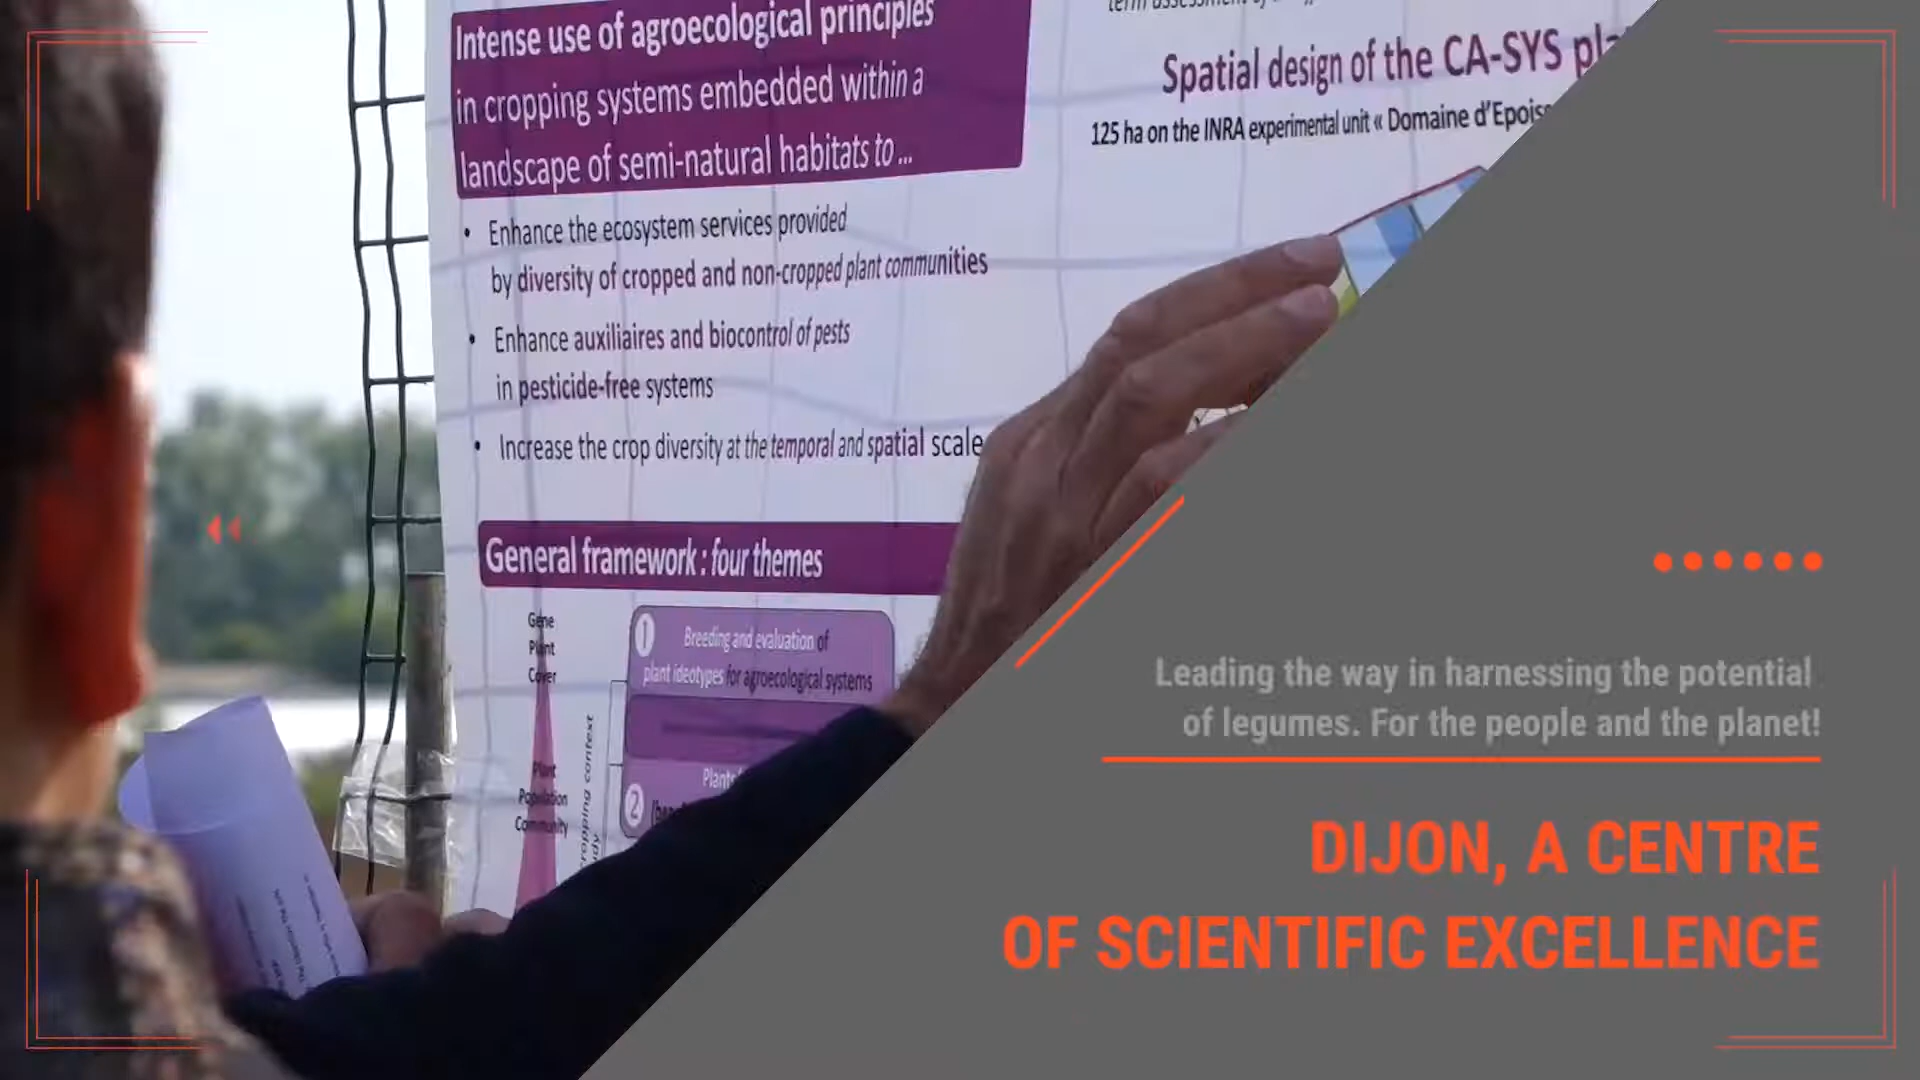 Intense use of agroecological principles
in cropping systems embedded within a
landscape of semi-natural habitats to ...
• Enhance the ecosystem services provided
by diversity of cropped and non-cropped plant communities
• Enhance auxiliaires and biocontrol of pests
in pesticide-free systems
• Increase the crop diversity at the temporal and spatial scale
General framework : four themes
Gene
Plant
Cover
1 Breeding and evaluation of
plant ideotypes for agroecological systems
Plant
Population
Community
2
Spatial design of the CA-SYS
125 ha on the INRA experimental unit « Domaine
Leading the way in harnessing the potential
of legumes. For the people and the planet!
DIJON, A CENTRE
OF SCIENTIFIC EXCELLENCE